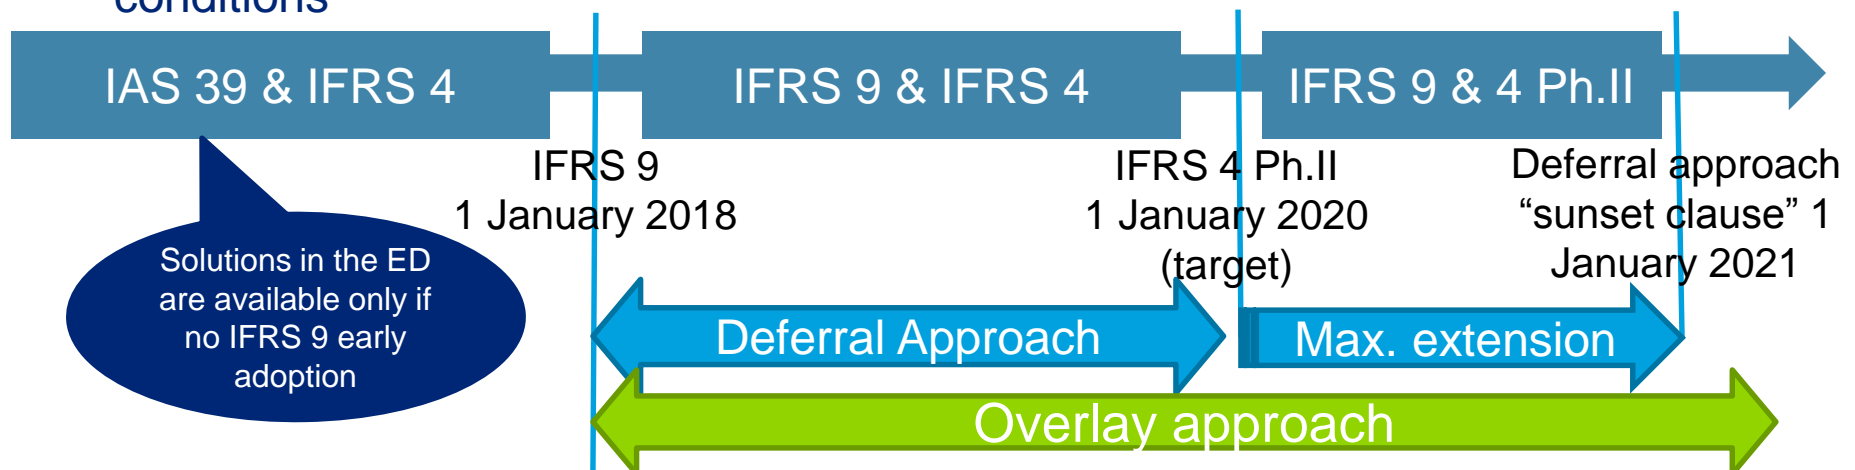 conditions
IAS 39 & IFRS 4
IFRS 9 & IFRS 4
IFRS 9 & 4 Ph.II
IFRS 9
1 January 2018
IFRS 4 Ph.II
1 January 2020
(target)
Deferral approach
“sunset clause” 1
January 2021
Solutions in the ED
are available only if
no IFRS 9 early
adoption
Deferral Approach
Max. extension
Overlay approach